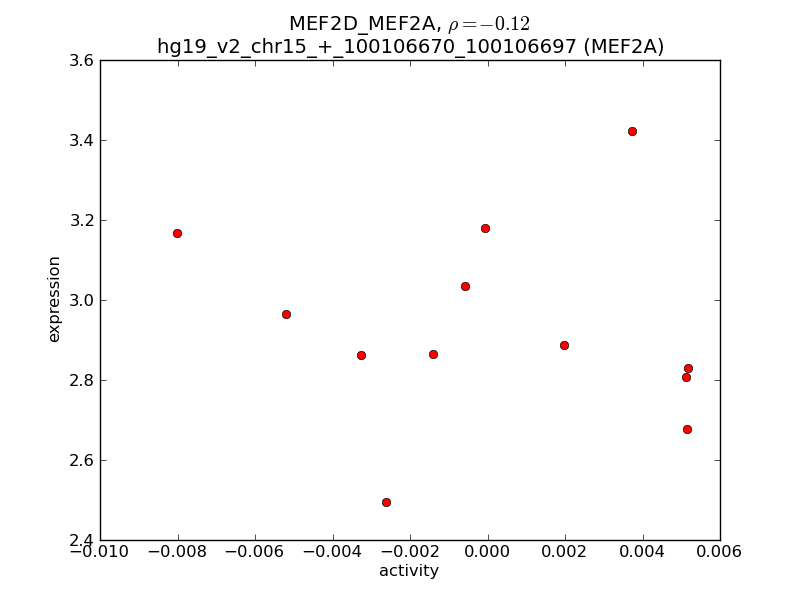 MEF2D_MEF2A, ρ=−0.12
hg19_v2_chr15_+_100106670_100106697 (MEF2A)
3.6
3.4
3.2
3.0
2.8
2.6
2.4
expression
−0.010 −0.008 −0.006 −0.004 −0.002 0.000 0.002 0.004 0.006
activity